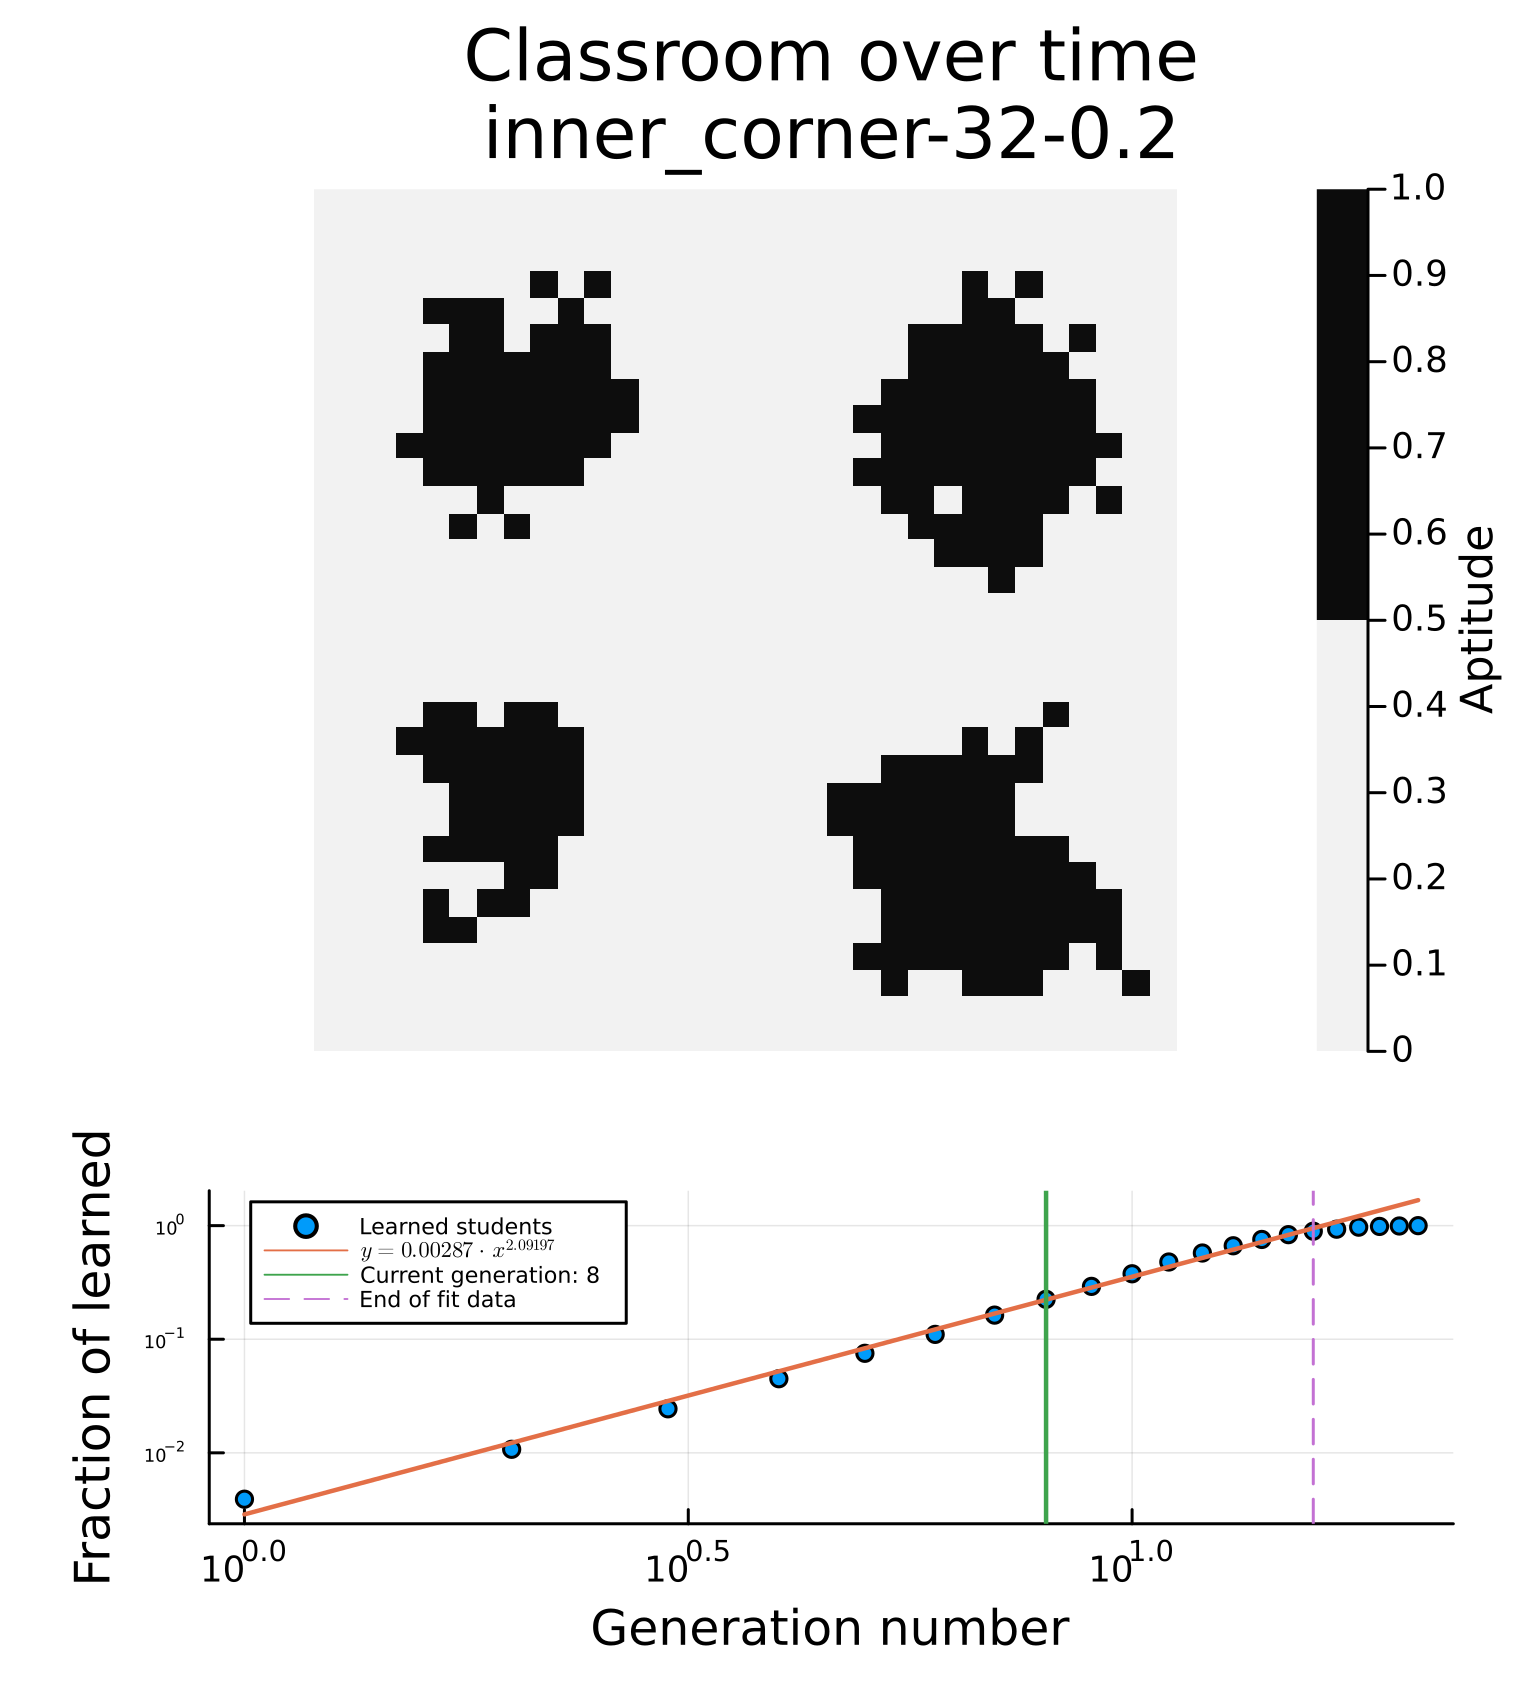 Classroom over time
inner_corner-32-0.2
1.0
0.9
0.8
0.7
0.6
0.5
0.4
0.3
0.2
0.1
0
Aptitude
Fraction of learned
10^0
10^-1
10^-2
Learned students
y = 0.00287 · x^2.09197
Current generation: 8
End of fit data
10^0.0
10^0.5
10^1.0
Generation number